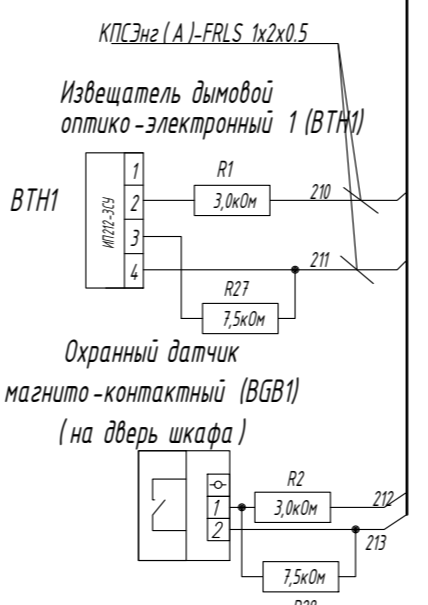 КПСЭнг(А)-FRLS 1х2х0.5
Извещатель дымовой
оптико-электронный 1 (ВТН1)
ВТН1
ИП212-3СУ
1
2
3
4
R1
3,0кОм
210
211
R27
7,5кОм
Охранный датчик
магнито-контактный (BGB1)
(на дверь шкафа)
1
2
R2
3,0кОм
212
213
7,5кОм